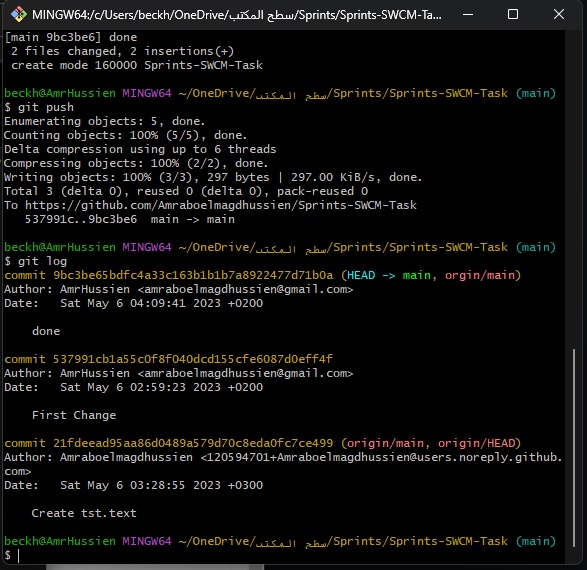 MINGW64:/c/Users/beckh/OneDrive/سطح المكتب/Sprints/Sprints-SWCM-Ta...
[main 9bc3be6] done
2 files changed, 2 insertions(+)
create mode 160000 Sprints-SWCM-Task
beckh@AmrHussien MINGW64 ~/OneDrive/سطح المكتب/Sprints/Sprints-SWCM-Task (main)
$ git push
Enumerating objects: 5, done.
Counting objects: 100% (5/5), done.
Delta compression using up to 6 threads
Compressing objects: 100% (2/2), done.
Writing objects: 100% (3/3), 297 bytes | 297.00 KiB/s, done.
Total 3 (delta 0), reused 0 (delta 0), pack-reused 0
To https://github.com/Amraboelmagdhussien/Sprints-SWCM-Task
537991c..9bc3be6  main -> main
beckh@AmrHussien MINGW64 ~/OneDrive/سطح المكتب/Sprints/Sprints-SWCM-Task (main)
$ git log
commit 9bc3be65bdfc4a33c163b1b1b7a8922477d71b0a (HEAD -> main, orgin/main)
Author: AmrHussien <amraboelmagdhussien@gmail.com>
Date:   Sat May 6 04:09:41 2023 +0200
done
commit 537991cb1a55c0f8f040dcd155cfe6087d0eff4f
Author: AmrHussien <amraboelmagdhussien@gmail.com>
Date:   Sat May 6 02:59:23 2023 +0200
First Change
commit 21fdeead95aa86d0489a579d70c8eda0fc7ce499 (origin/main, origin/HEAD)
Author: Amraboelmagdhussien <120594701+Amraboelmagdhussien@users.noreply.github.
com>
Date:   Sat May 6 03:28:55 2023 +0300
Create tst.text
beckh@AmrHussien MINGW64 ~/OneDrive/سطح المكتب/Sprints/Sprints-SWCM-Task (main)
$